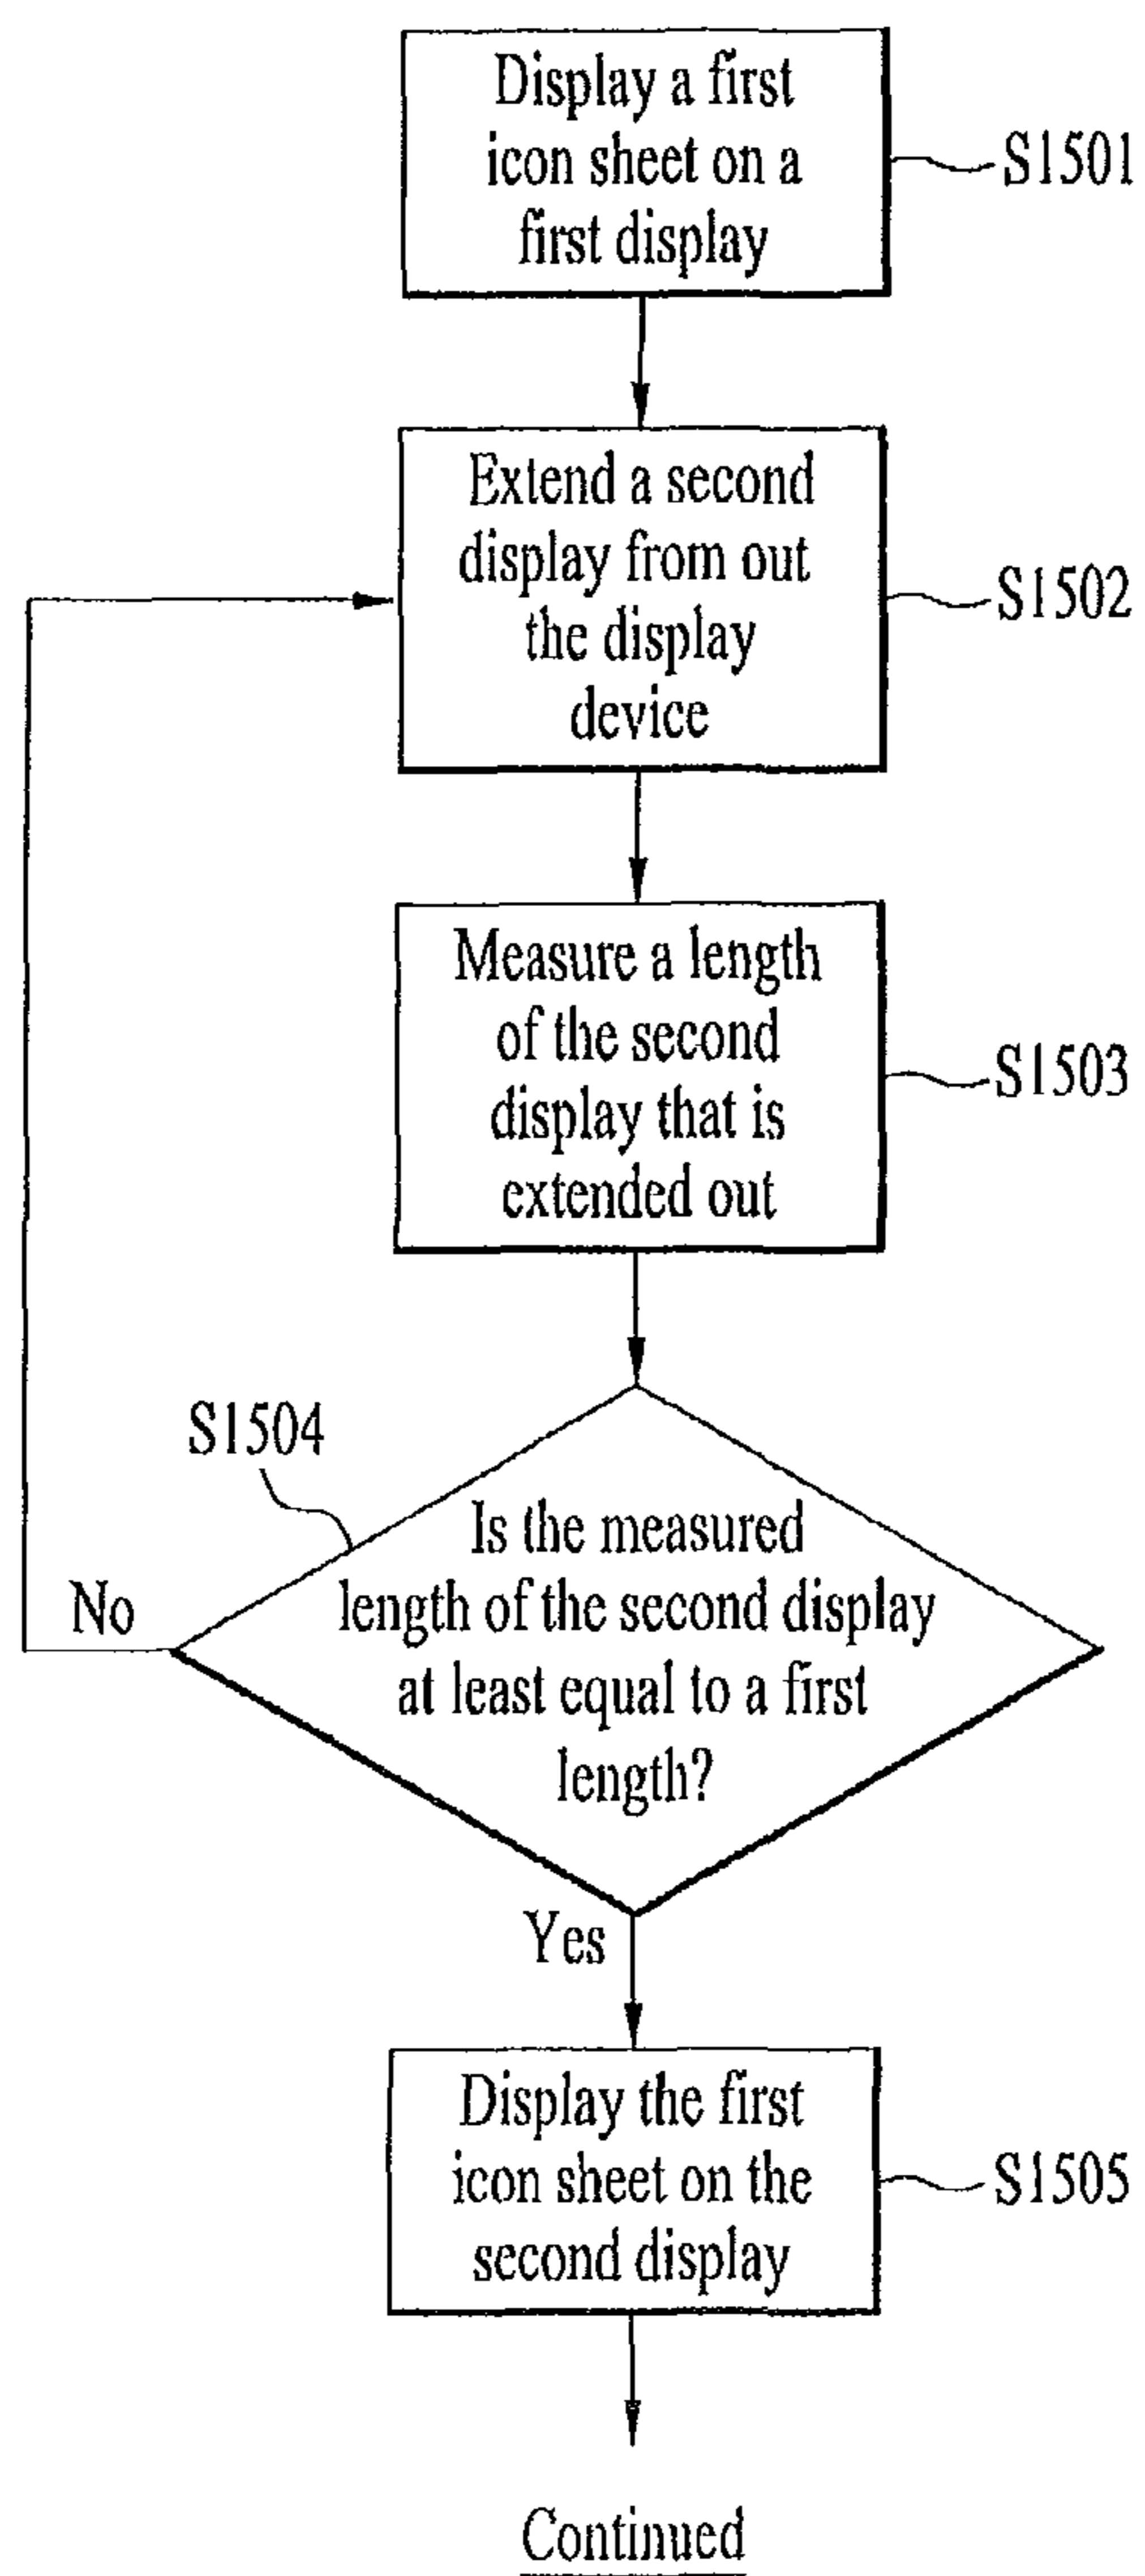 Display a first
icon sheet on a
first display
S1501
Extend a second
display from out
the display
device
S1502
Measure a length
of the second
display that is
extended out
S1503
S1504
Is the measured
length of the second display
at least equal to a first
length?
No
Yes
Display the first
icon sheet on the
second display
S1505
Continued